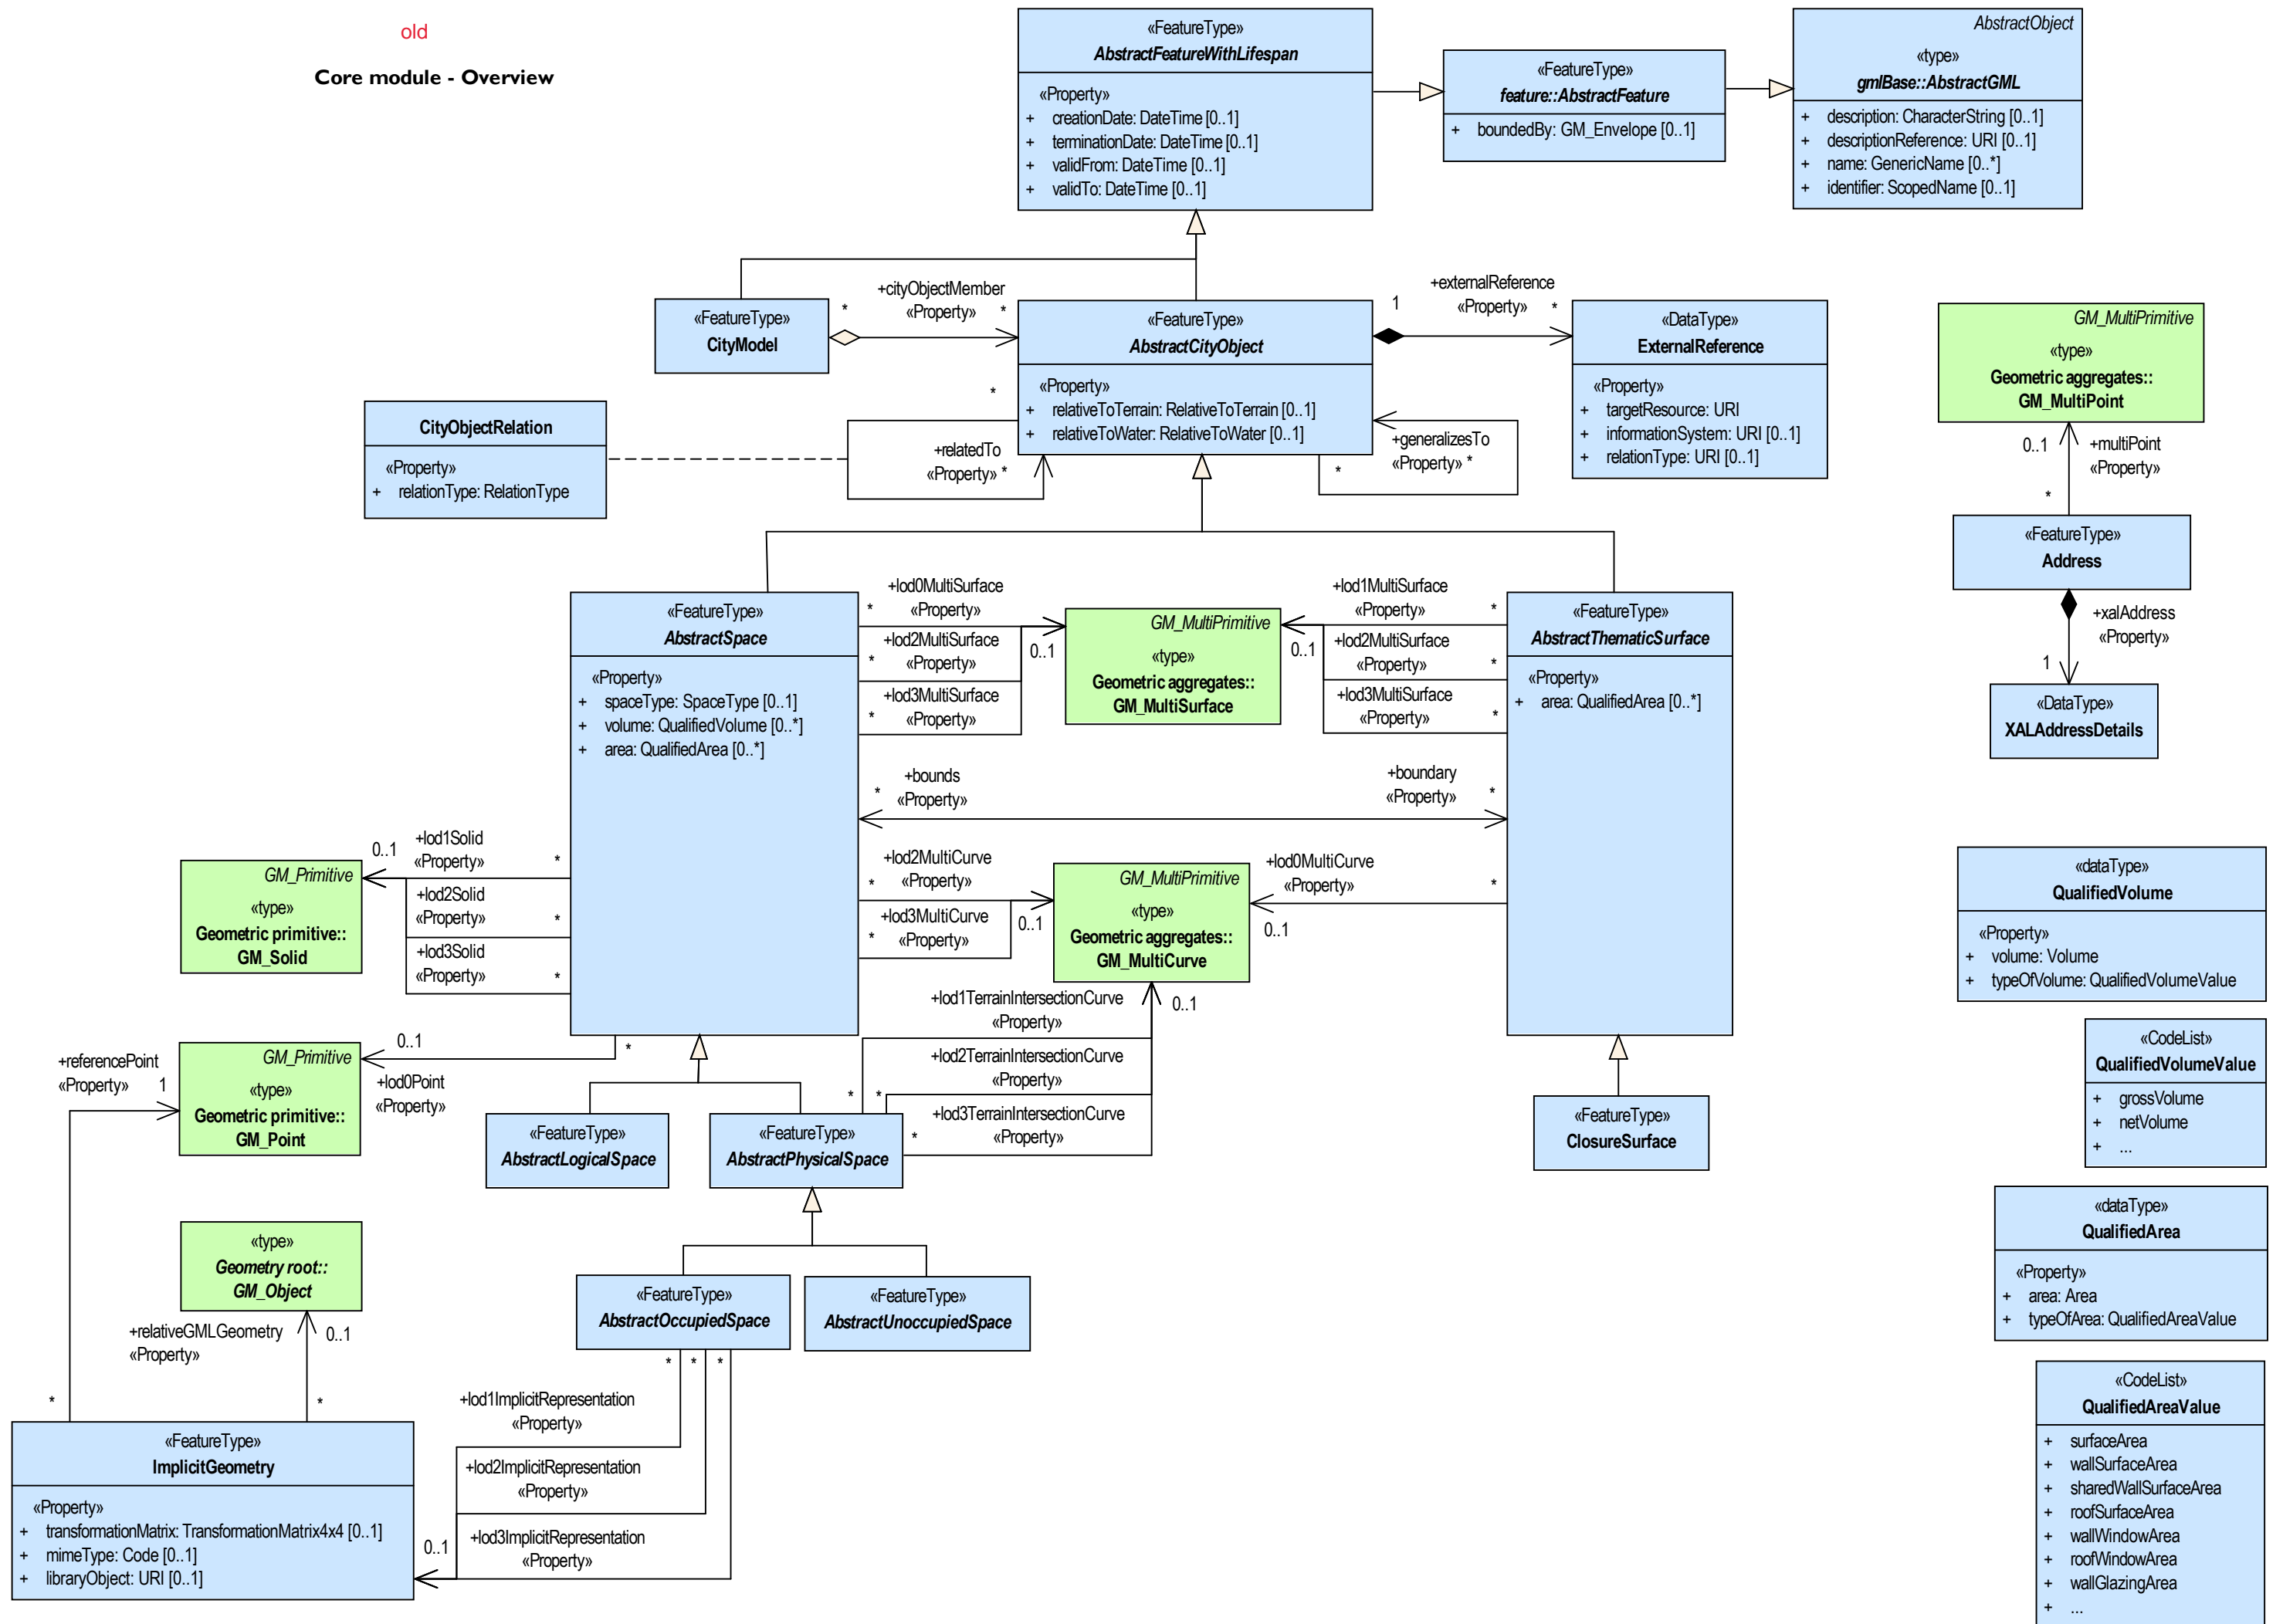 old
Core module - Overview
«FeatureType»
AbstractFeatureWithLifespan
«Property»
+ creationDate: DateTime [0..1]
+ terminationDate: DateTime [0..1]
+ validFrom: DateTime [0..1]
+ validTo: DateTime [0..1]
«FeatureType»
feature::AbstractFeature
+ boundedBy: GM_Envelope [0..1]
AbstractObject
«type»
gmlBase::AbstractGML
+ description: CharacterString [0..1]
+ descriptionReference: URI [0..1]
+ name: GenericName [0..*]
+ identifier: ScopedName [0..1]
«FeatureType»
CityModel
*
+cityObjectMember
«Property» *
«FeatureType»
AbstractCityObject
«Property»
+ relativeToTerrain: RelativeToTerrain [0..1]
+ relativeToWater: RelativeToWater [0..1]
1
+externalReference
«Property» *
«DataType»
ExternalReference
«Property»
+ targetResource: URI
+ informationSystem: URI [0..1]
+ relationType: URI [0..1]
GM_MultiPrimitive
«type»
Geometric aggregates::
GM_MultiPoint
0..1
+multiPoint
«Property»
*
«FeatureType»
Address
+xalAddress
«Property»
1
«DataType»
XALAddressDetails
CityObjectRelation
«Property»
+ relationType: RelationType
*
+relatedTo
«Property» *
+generalizesTo
«Property» *
*
«FeatureType»
AbstractSpace
«Property»
+ spaceType: SpaceType [0..1]
+ volume: QualifiedVolume [0..*]
+ area: QualifiedArea [0..*]
+lod0MultiSurface
* «Property»
+lod2MultiSurface
* «Property»
+lod3MultiSurface
* «Property»
0..1
GM_MultiPrimitive
«type»
Geometric aggregates::
GM_MultiSurface
0..1
+lod1MultiSurface
«Property» *
+lod2MultiSurface
«Property» *
+lod3MultiSurface
«Property» *
«FeatureType»
AbstractThematicSurface
«Property»
+ area: QualifiedArea [0..*]
+bounds
* «Property»
+boundary
«Property» *
0..1
+lod1Solid
«Property» *
+lod2Solid
«Property» *
+lod3Solid
«Property» *
GM_Primitive
«type»
Geometric primitive::
GM_Solid
+lod2MultiCurve
* «Property»
+lod3MultiCurve
* «Property»
0..1
GM_MultiPrimitive
«type»
Geometric aggregates::
GM_MultiCurve
+lod0MultiCurve
«Property» *
0..1
«dataType»
QualifiedVolume
«Property»
+ volume: Volume
+ typeOfVolume: QualifiedVolumeValue
+referencePoint
«Property» 1
GM_Primitive
«type»
Geometric primitive::
GM_Point
0..1
*
+lod0Point
«Property»
+lod1TerrainIntersectionCurve
«Property»
0..1
+lod2TerrainIntersectionCurve
«Property»
* *
+lod3TerrainIntersectionCurve
* «Property»
«FeatureType»
AbstractLogicalSpace
«FeatureType»
AbstractPhysicalSpace
«FeatureType»
ClosureSurface
«CodeList»
QualifiedVolumeValue
+ grossVolume
+ netVolume
+ ...
«type»
Geometry root::
GM_Object
+relativeGMLGeometry
«Property»
0..1
«FeatureType»
AbstractOccupiedSpace
«FeatureType»
AbstractUnoccupiedSpace
«dataType»
QualifiedArea
«Property»
+ area: Area
+ typeOfArea: QualifiedAreaValue
* * *
* *
+lod1ImplicitRepresentation
«Property»
+lod2ImplicitRepresentation
«Property»
+lod3ImplicitRepresentation
«Property»
0..1
«FeatureType»
ImplicitGeometry
«Property»
+ transformationMatrix: TransformationMatrix4x4 [0..1]
+ mimeType: Code [0..1]
+ libraryObject: URI [0..1]
«CodeList»
QualifiedAreaValue
+ surfaceArea
+ wallSurfaceArea
+ sharedWallSurfaceArea
+ roofSurfaceArea
+ wallWindowArea
+ roofWindowArea
+ wallGlazingArea
+ ...